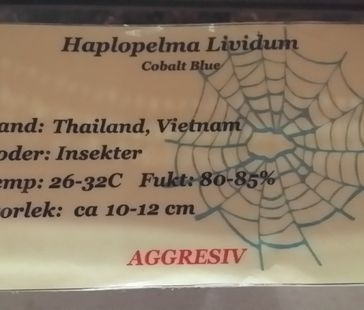 Haplopelma Lividum
Cobalt Blue
and: Thailand, Vietnam
oder: Insekter
emp: 26-32C Fukt: 80-85%
orlek: ca 10-12 cm
AGGRESIV